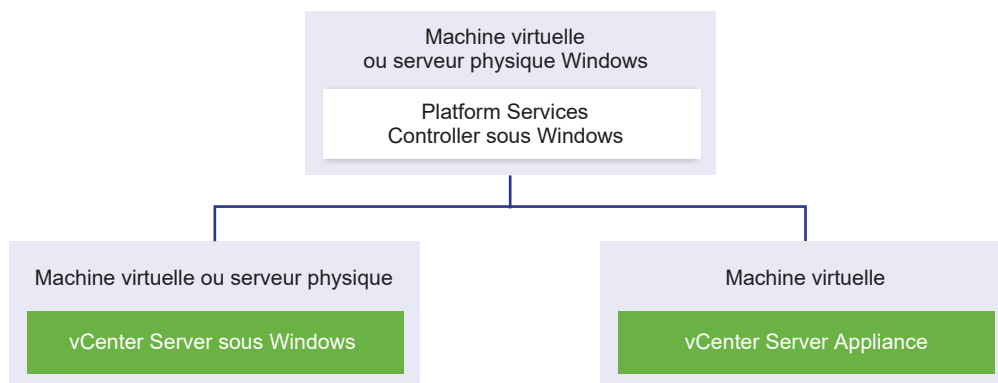 Machine virtuelle
ou serveur physique Windows
Platform Services
Controller sous Windows
Machine virtuelle ou serveur physique
vCenter Server sous Windows
Machine virtuelle
vCenter Server Appliance